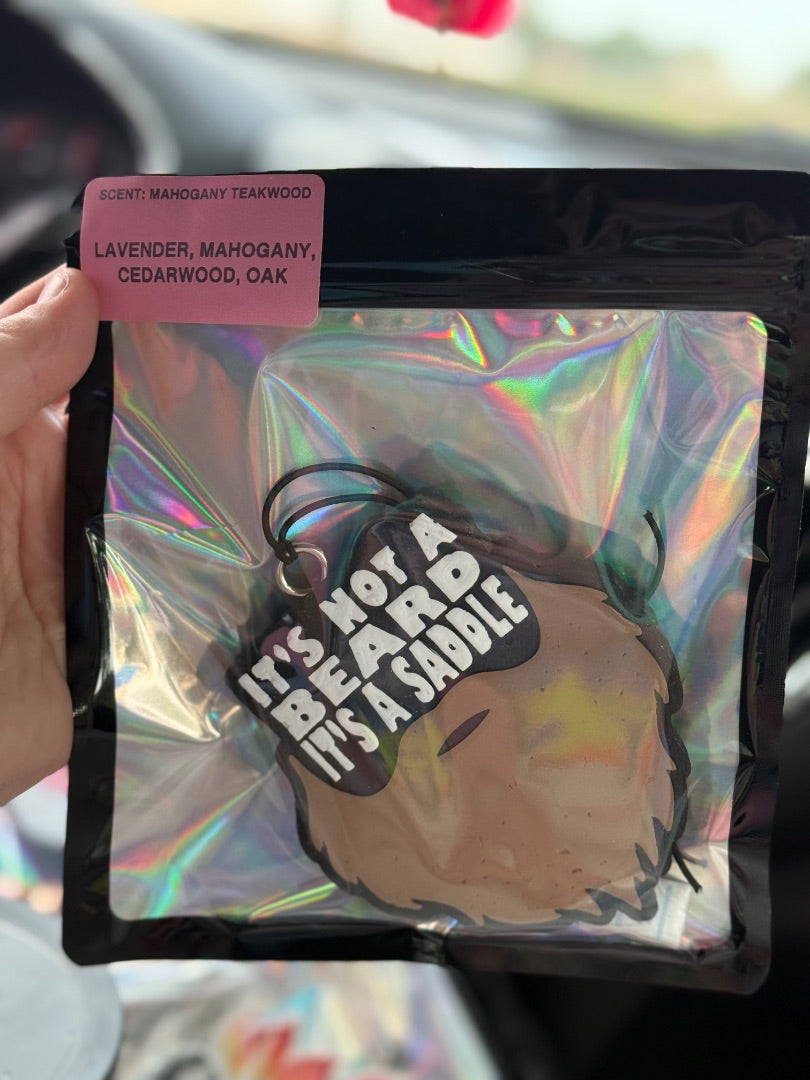 SCENT: MAHOGANY TEAKWOOD
LAVENDER, MAHOGANY,
CEDARWOOD, OAK
IT'S NOT A
BEARD
IT'S A SADDLE